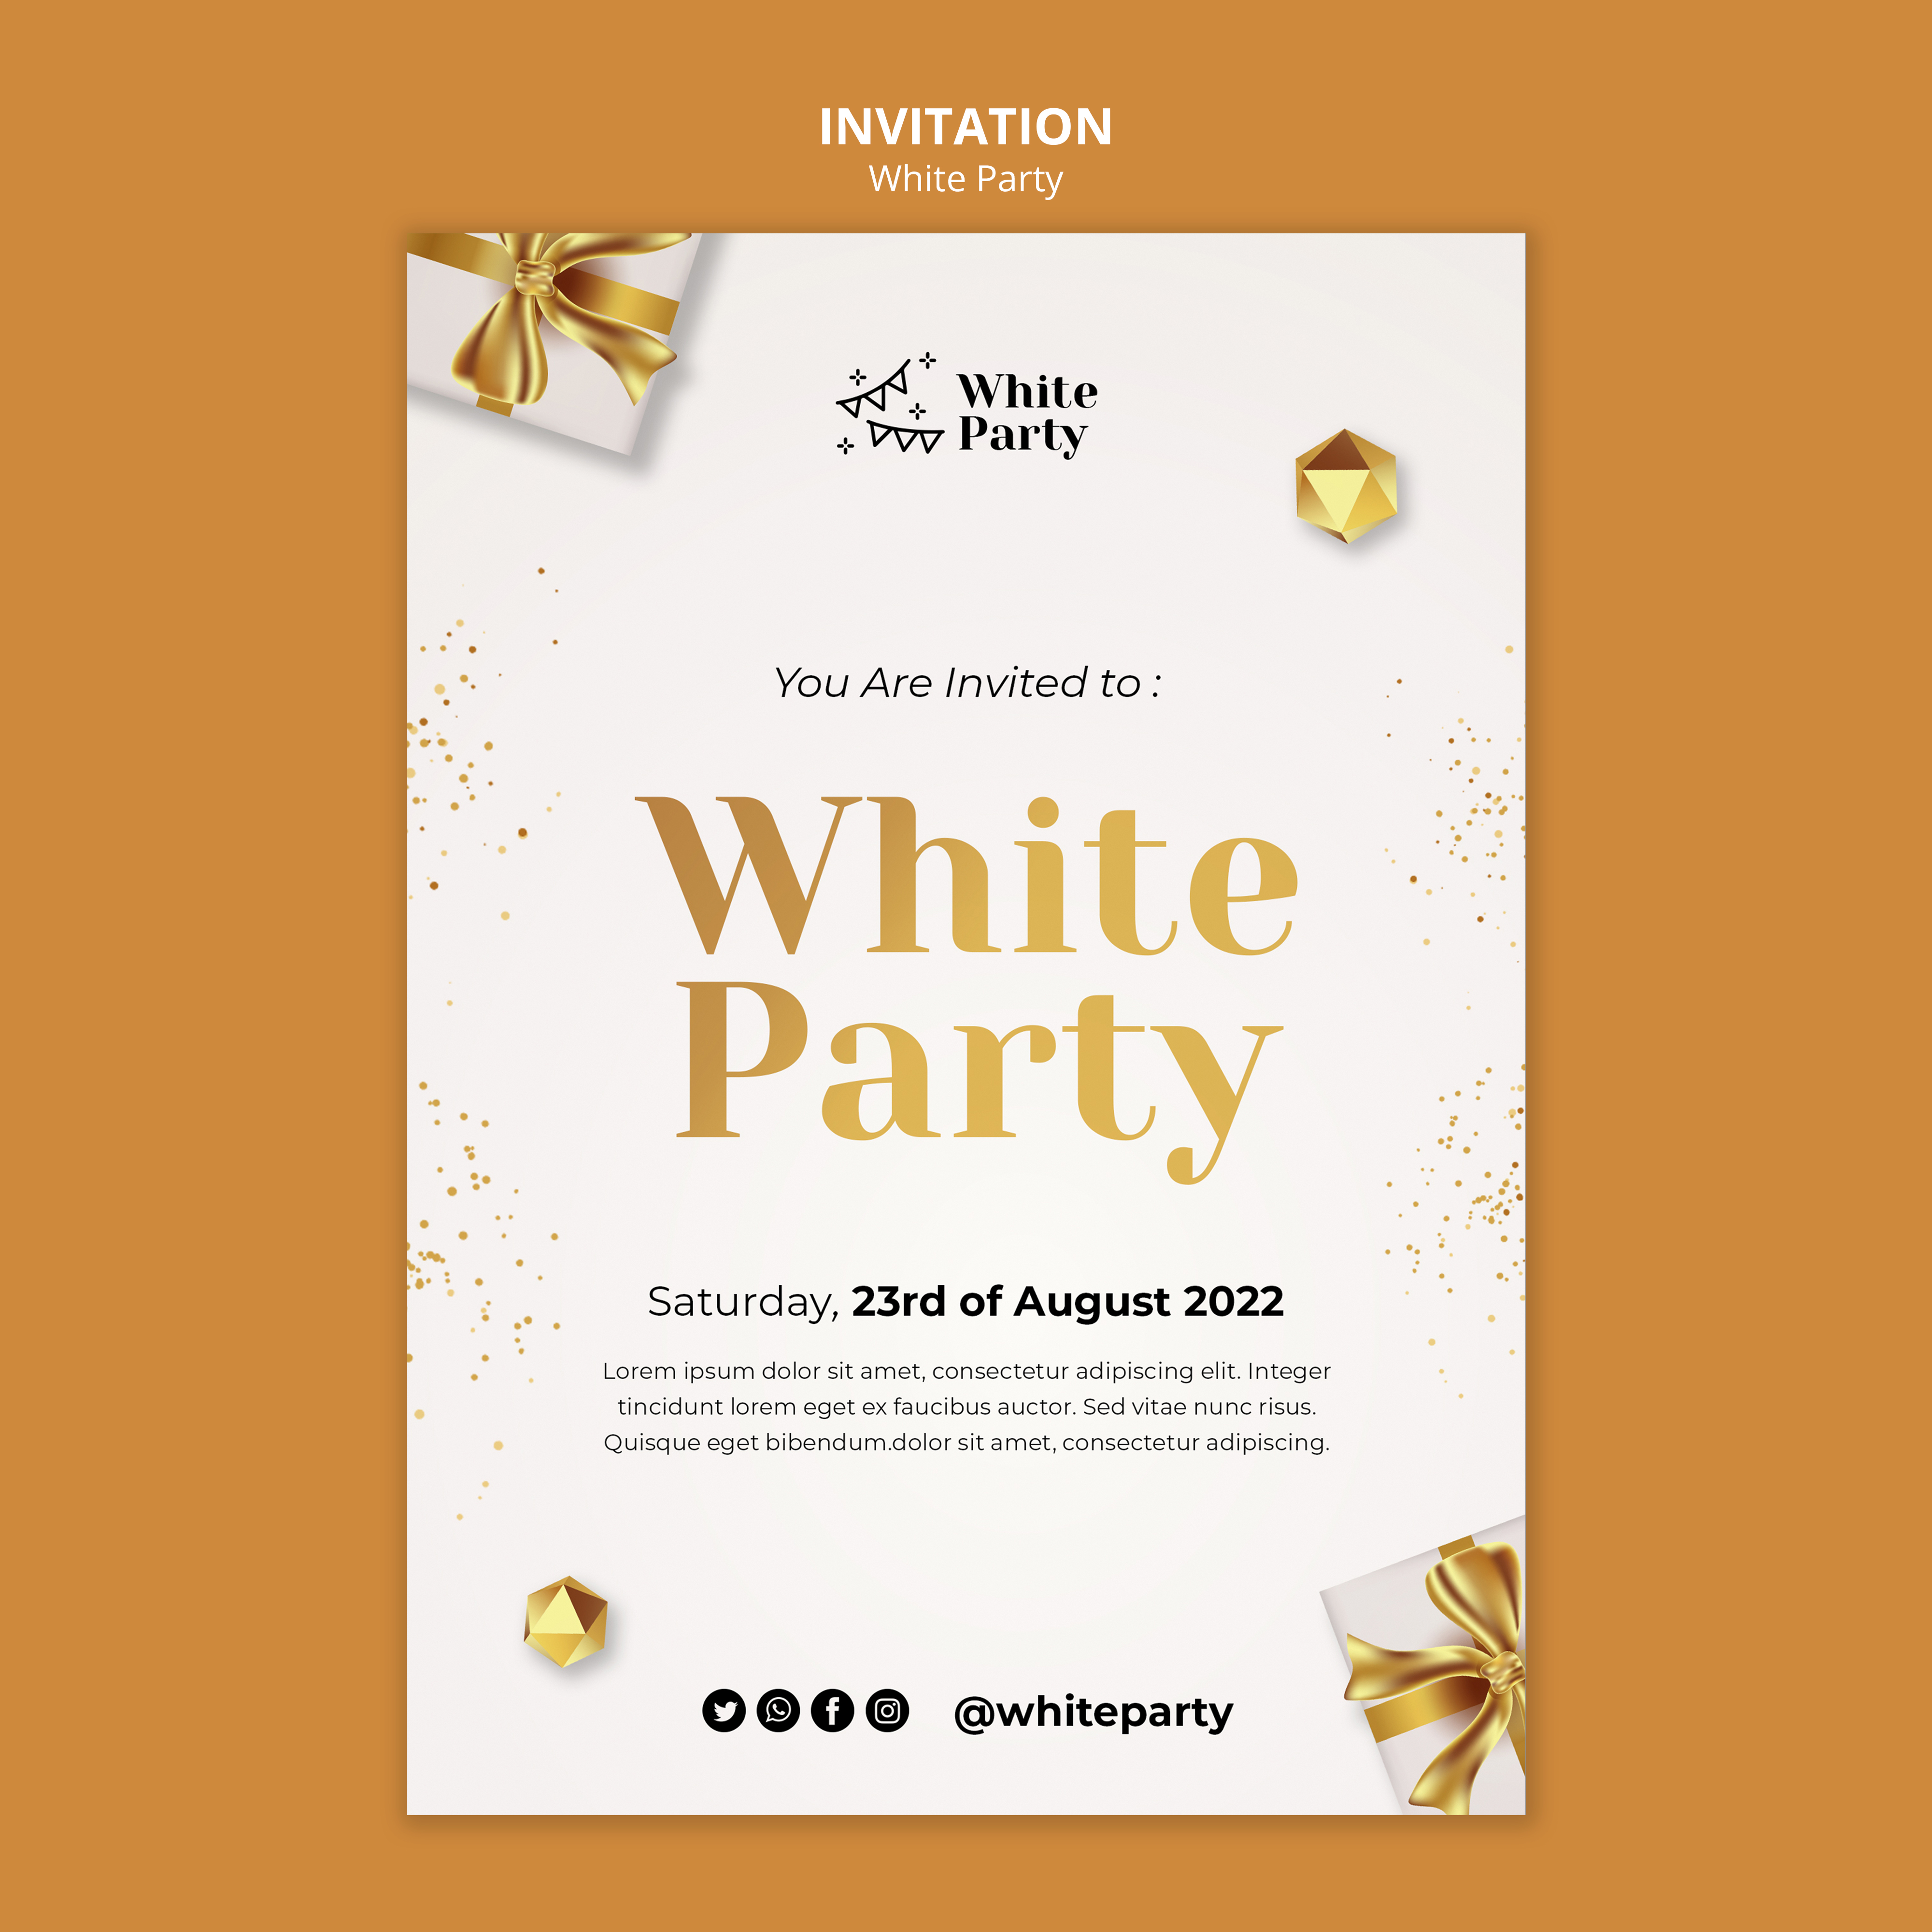 INVITATION
White Party
White
Party
You Are Invited to :
White
Party
Saturday, 23rd of August 2022
Lorem ipsum dolor sit amet, consectetur adipiscing elit. Integer
tincidunt lorem eget ex faucibus auctor. Sed vitae nunc risus.
Quisque eget bibendum.dolor sit amet, consectetur adipiscing.
@whiteparty